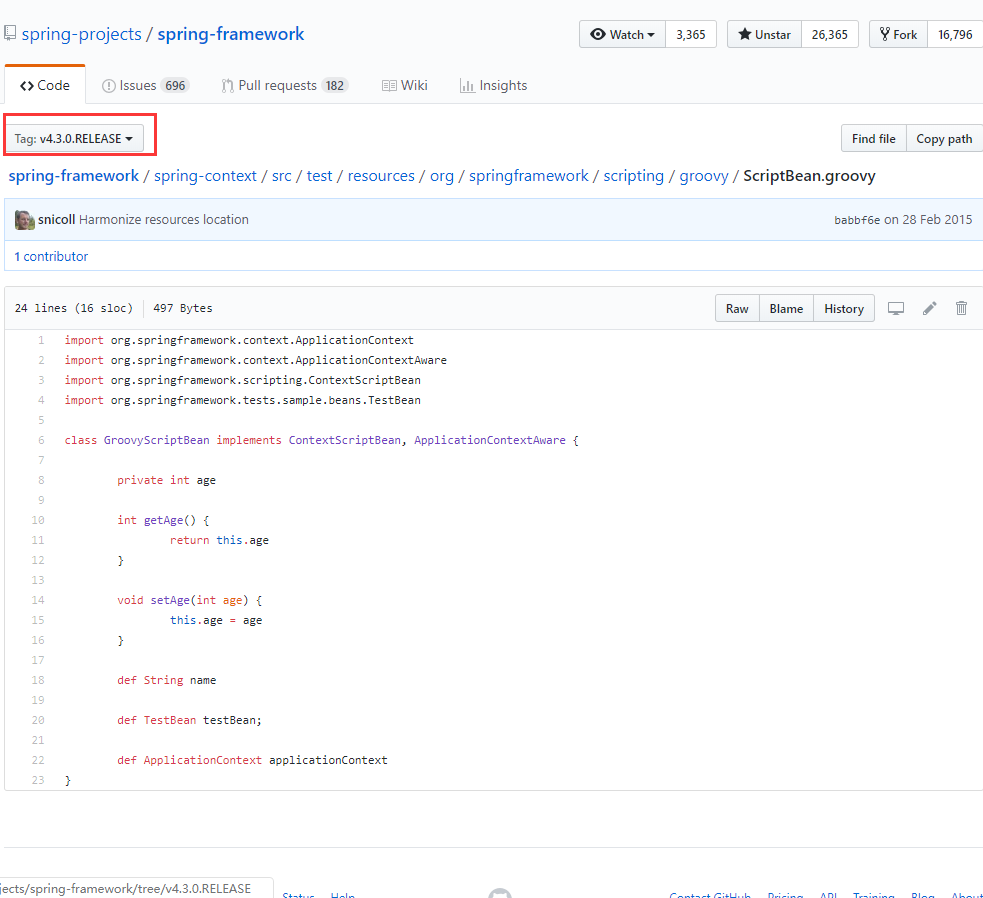 spring-projects / spring-framework
Watch 3,365 Unstar 26,365 Fork 16,796
Code Issues 696 Pull requests 182 Wiki Insights
Tag: v4.3.0.RELEASE Find file Copy path
spring-framework / spring-context / src / test / resources / org / springframework / scripting / groovy / ScriptBean.groovy
snicoll Harmonize resources location babbf6e on 28 Feb 2015
1 contributor
24 lines (16 sloc) 497 Bytes Raw Blame History
1 import org.springframework.context.ApplicationContext
2 import org.springframework.context.ApplicationContextAware
3 import org.springframework.scripting.ContextScriptBean
4 import org.springframework.tests.sample.beans.TestBean
5
6 class GroovyScriptBean implements ContextScriptBean, ApplicationContextAware {
7
8 private int age
9
10 int getAge() {
11 return this.age
12 }
13
14 void setAge(int age) {
15 this.age = age
16 }
17
18 def String name
19
20 def TestBean testBean;
21
22 def ApplicationContext applicationContext
23 }
jects/spring-framework/tree/v4.3.0.RELEASE Status Help Contact GitHub Pricing API Training Blog About